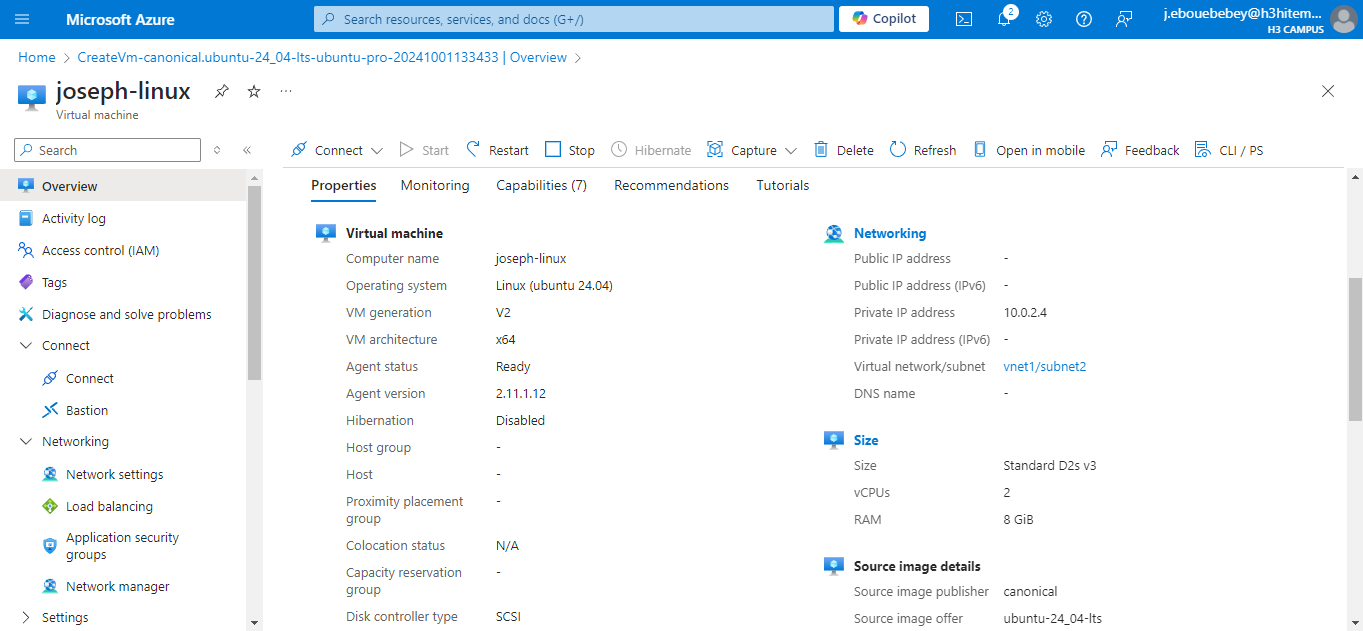 Microsoft Azure
Search resources, services, and docs (G+/)
Copilot
2
j.ebouebebey@h3hitem...
H3 CAMPUS
Home > CreateVm-canonical.ubuntu-24_04-lts-ubuntu-pro-20241001133433 | Overview >
joseph-linux
...
Virtual machine
Search
Connect
Start
Restart
Stop
Hibernate
Capture
Delete
Refresh
Open in mobile
Feedback
CLI / PS
Overview
Activity log
Access control (IAM)
Tags
Diagnose and solve problems
Connect
Connect
Bastion
Networking
Network settings
Load balancing
Application security
groups
Network manager
Settings
Properties Monitoring Capabilities (7) Recommendations Tutorials
Virtual machine
Computer name joseph-linux
Operating system Linux (ubuntu 24.04)
VM generation V2
VM architecture x64
Agent status Ready
Agent version 2.11.1.12
Hibernation Disabled
Host group -
Host -
Proximity placement -
group
Colocation status N/A
Capacity reservation -
group
Disk controller type SCSI
Networking
Public IP address -
Public IP address (IPv6) -
Private IP address 10.0.2.4
Private IP address (IPv6) -
Virtual network/subnet vnet1/subnet2
DNS name -
Size
Size Standard D2s v3
vCPUs 2
RAM 8 GiB
Source image details
Source image publisher canonical
Source image offer ubuntu-24_04-lts